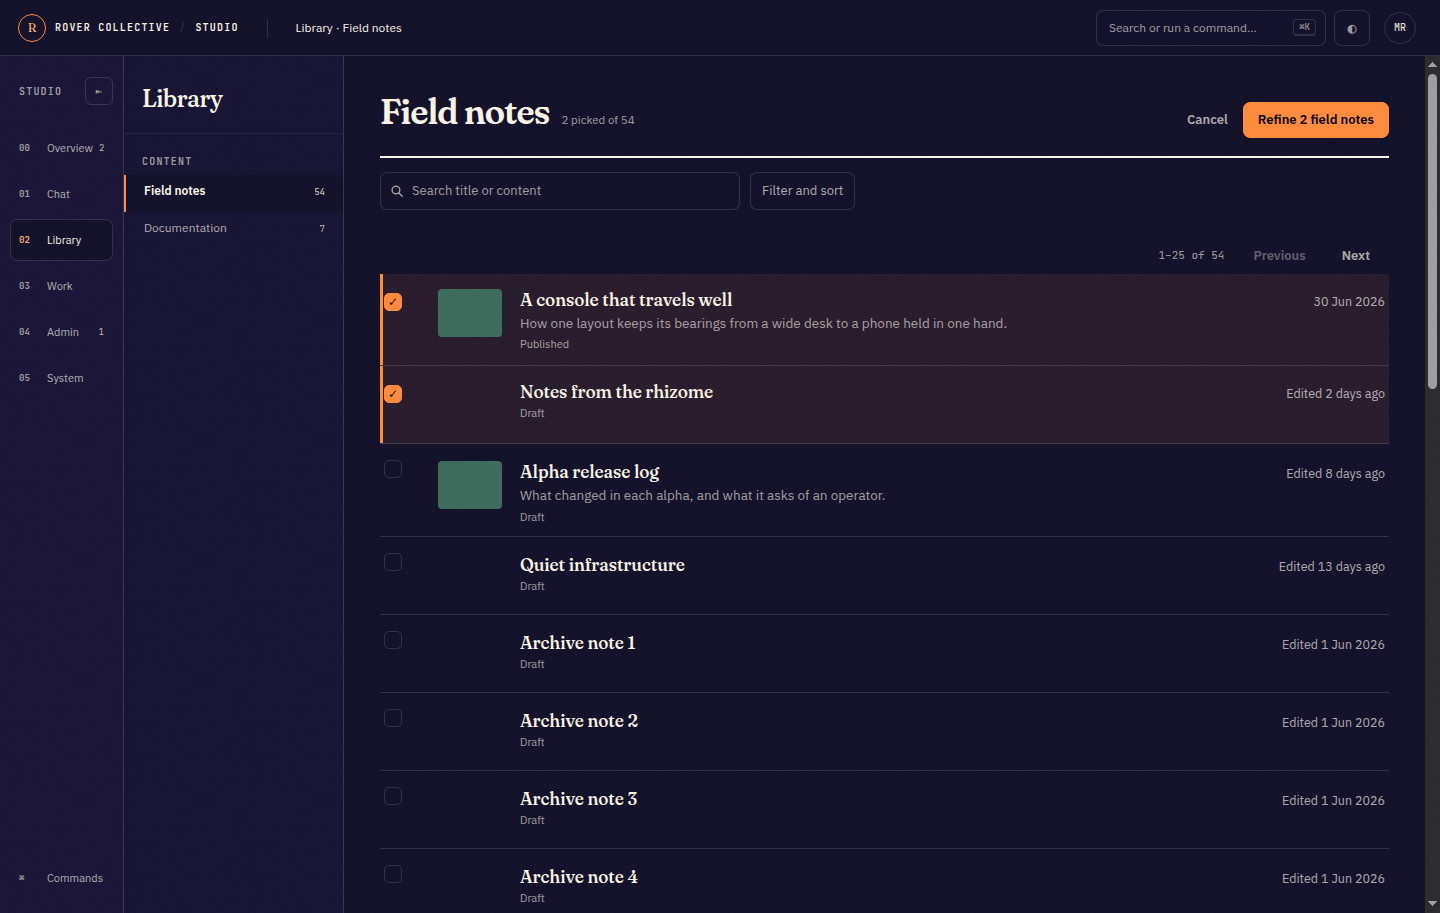 R ROVER COLLECTIVE / STUDIO Library · Field notes Search or run a command... ⌘K MR
STUDIO
00 Overview 2
01 Chat
02 Library
03 Work
04 Admin 1
05 System
⌘ Commands
Library
CONTENT
Field notes 54
Documentation 7
Field notes 2 picked of 54 Cancel Refine 2 field notes
Search title or content Filter and sort
1–25 of 54 Previous Next
A console that travels well 30 Jun 2026
How one layout keeps its bearings from a wide desk to a phone held in one hand.
Published
Notes from the rhizome Edited 2 days ago
Draft
Alpha release log Edited 8 days ago
What changed in each alpha, and what it asks of an operator.
Draft
Quiet infrastructure Edited 13 days ago
Draft
Archive note 1 Edited 1 Jun 2026
Draft
Archive note 2 Edited 1 Jun 2026
Draft
Archive note 3 Edited 1 Jun 2026
Draft
Archive note 4 Edited 1 Jun 2026
Draft